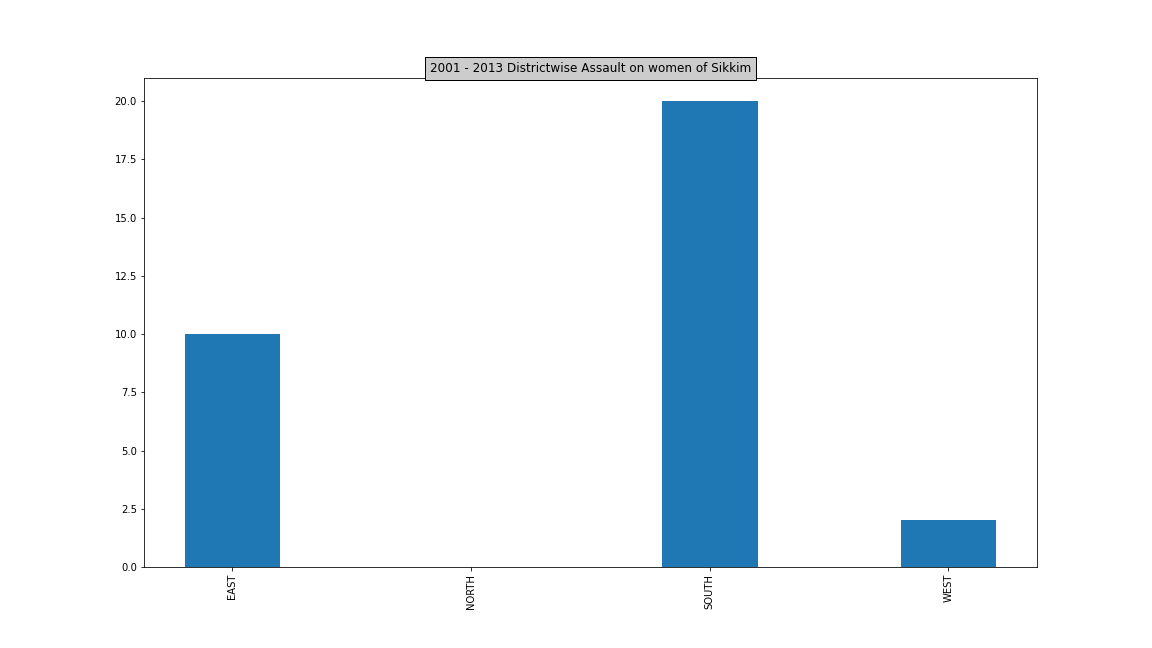 2001 - 2013 Districtwise Assault on women of Sikkim
20.0
17.5
15.0
12.5
10.0
7.5
5.0
2.5
0.0
EAST
NORTH
SOUTH
WEST